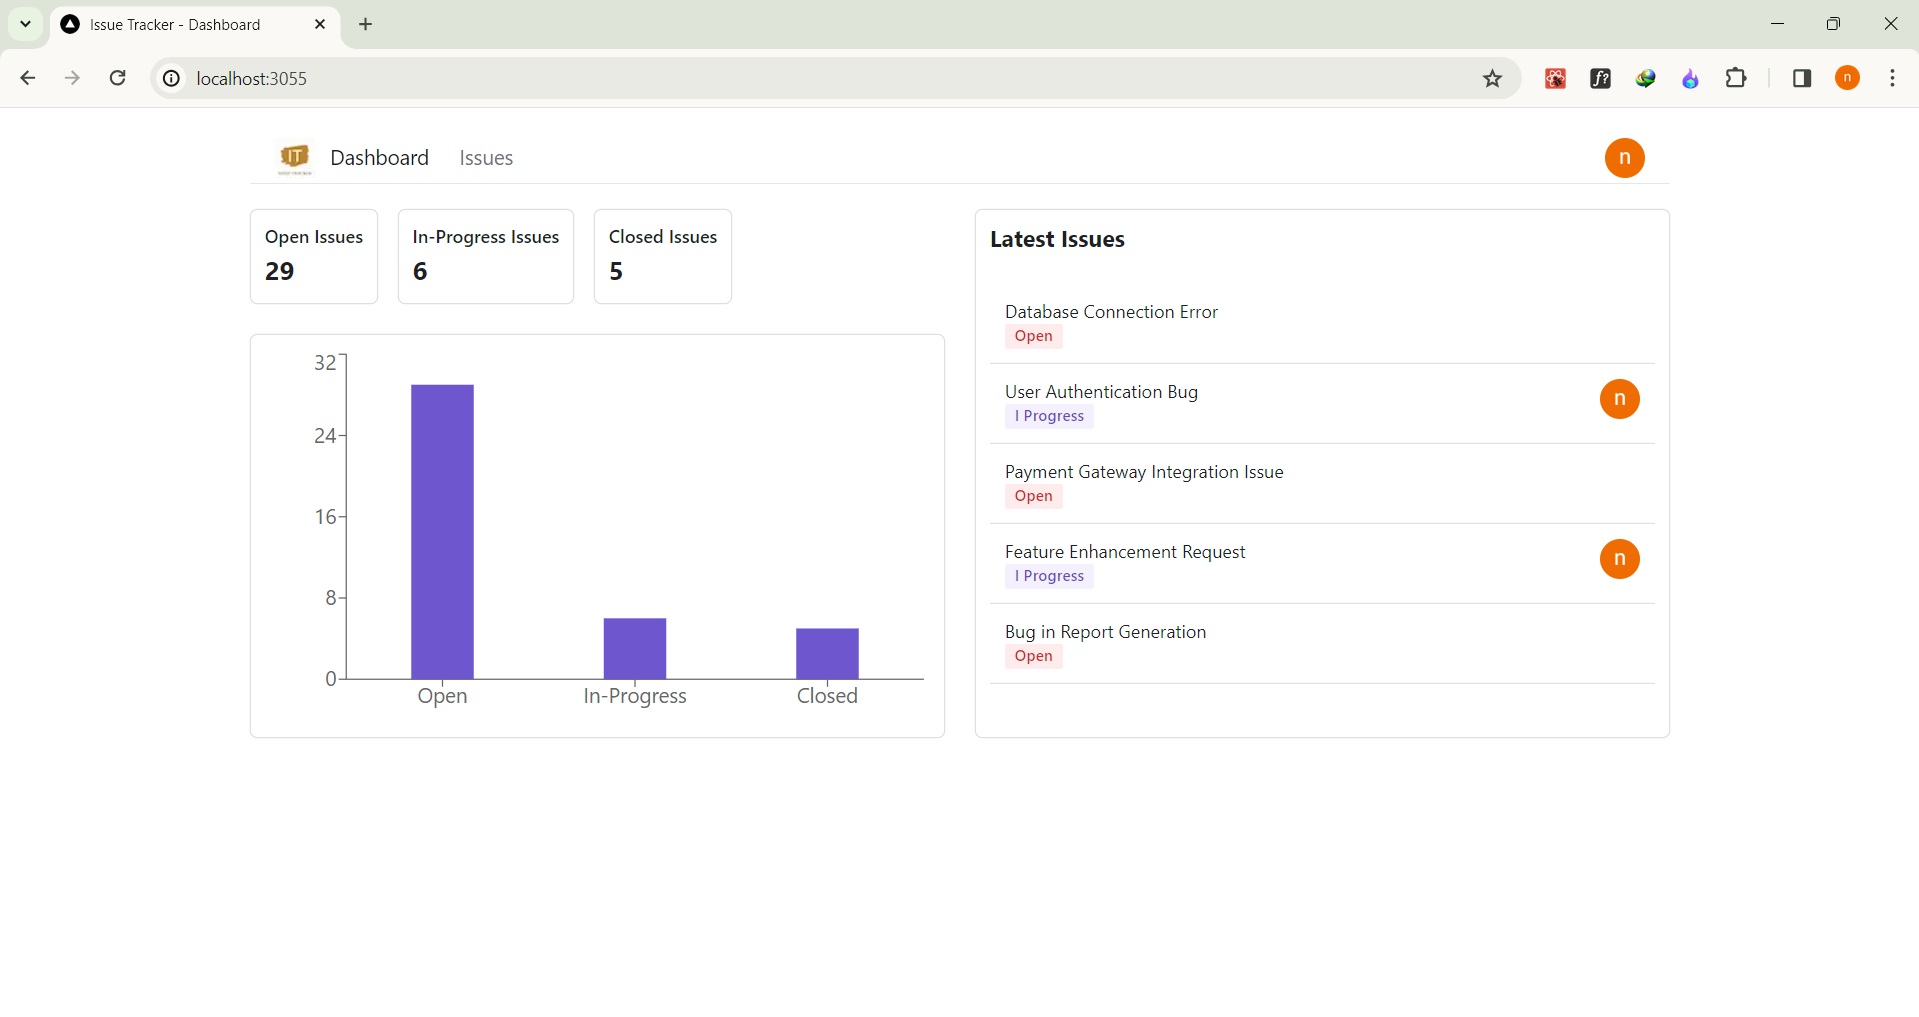 Issue Tracker - Dashboard
localhost:3055
f?
n
IT
Dashboard
Issues
n
Open Issues
29
In-Progress Issues
6
Closed Issues
5
32
24
16
8
0
Open
In-Progress
Closed
Latest Issues
Database Connection Error
Open
User Authentication Bug
I Progress
n
Payment Gateway Integration Issue
Open
Feature Enhancement Request
I Progress
n
Bug in Report Generation
Open